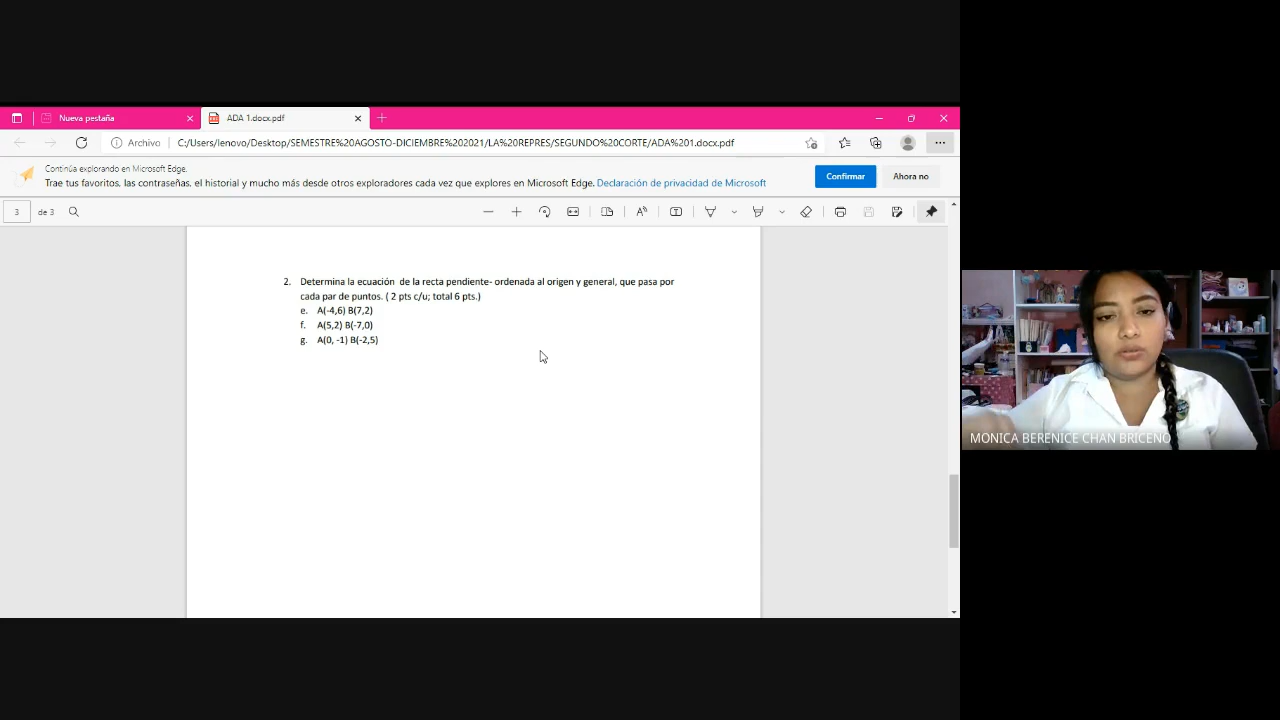 Nueva pestaña
ADA 1.docx.pdf
Archivo
C:/Users/lenovo/Desktop/SEMESTRE%20AGOSTO-DICIEMBRE%202021/LA%20REPRES/SEGUNDO%20CORTE/ADA%201.docx.pdf
Continúa explorando en Microsoft Edge.
Trae tus favoritos, las contraseñas, el historial y mucho más desde otros exploradores cada vez que explores en Microsoft Edge. Declaración de privacidad de Microsoft
Confirmar
Ahora no
3 de 3
2. Determina la ecuación de la recta pendiente- ordenada al origen y general, que pasa por
cada par de puntos. ( 2 pts c/u; total 6 pts.)
e. A(-4,6) B(7,2)
f. A(5,2) B(-7,0)
g. A(0, -1) B(-2,5)
MONICA BERENICE CHAN BRICEÑO